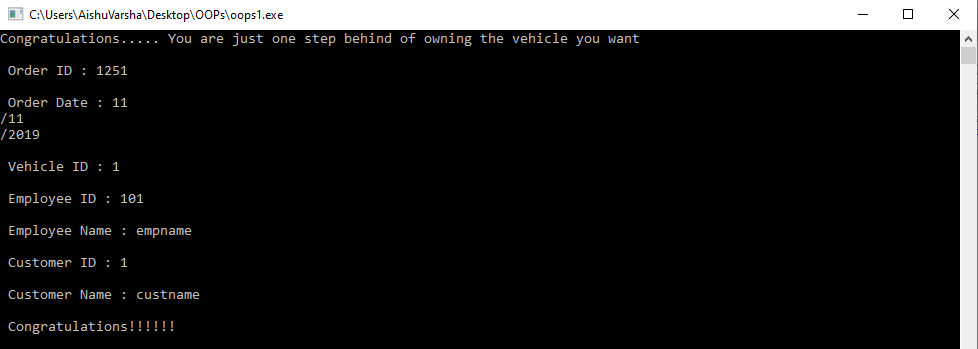 C:\Users\AishuVarsha\Desktop\OOPs\oops1.exe
Congratulations..... You are just one step behind of owning the vehicle you want
Order ID : 1251
Order Date : 11
/11
/2019
Vehicle ID : 1
Employee ID : 101
Employee Name : empname
Customer ID : 1
Customer Name : custname
Congratulations!!!!!!